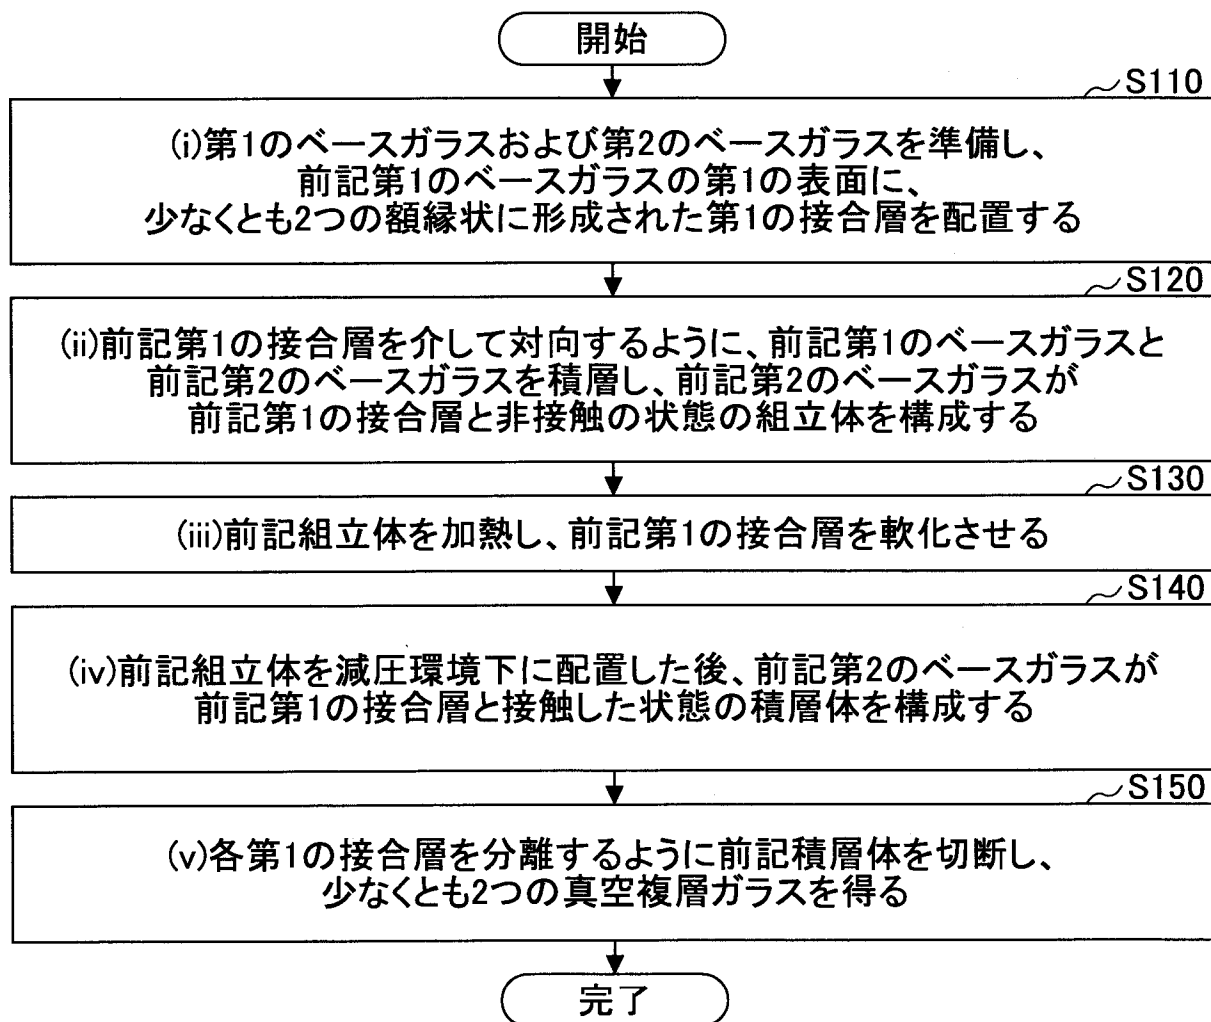 開始
S110
(i)第1のベースガラスおよび第2のベースガラスを準備し、
前記第1のベースガラスの第1の表面に、
少なくとも2つの額縁状に形成された第1の接合層を配置する
S120
(ii)前記第1の接合層を介して対向するように、前記第1のベースガラスと
前記第2のベースガラスを積層し、前記第2のベースガラスが
前記第1の接合層と非接触の状態の組立体を構成する
S130
(iii)前記組立体を加熱し、前記第1の接合層を軟化させる
S140
(iv)前記組立体を減圧環境下に配置した後、前記第2のベースガラスが
前記第1の接合層と接触した状態の積層体を構成する
S150
(v)各第1の接合層を分離するように前記積層体を切断し、
少なくとも2つの真空複層ガラスを得る
完了